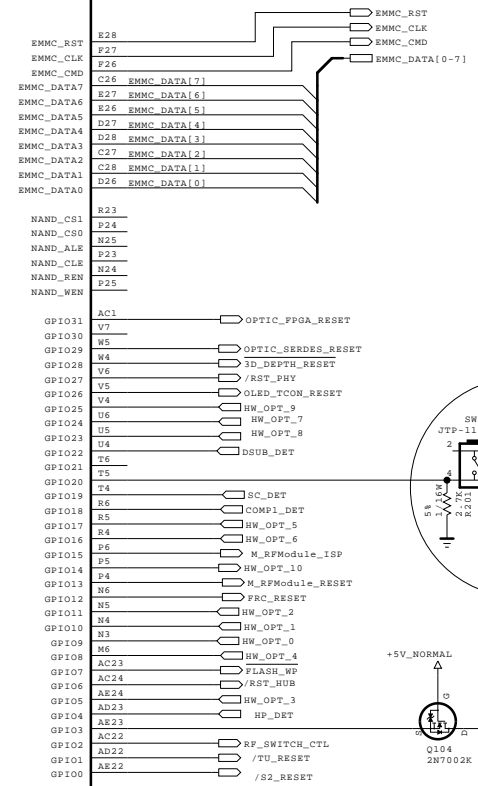 EMMC_RST E28 EMMC_RST
EMMC_CLK F27 EMMC_CLK
EMMC_CMD F26 EMMC_CMD
EMMC_DATA7 C26 EMMC_DATA[7] EMMC_DATA[0-7]
EMMC_DATA6 E27 EMMC_DATA[6]
EMMC_DATA5 E26 EMMC_DATA[5]
EMMC_DATA4 D27 EMMC_DATA[4]
EMMC_DATA3 D28 EMMC_DATA[3]
EMMC_DATA2 C27 EMMC_DATA[2]
EMMC_DATA1 C28 EMMC_DATA[1]
EMMC_DATA0 D26 EMMC_DATA[0]
NAND_CS1 R23
NAND_CS0 P24
NAND_ALE N25
NAND_CLE P23
NAND_REN N24
NAND_WEN P25
GPIO31 AC1 OPTIC_FPGA_RESET
GPIO30 V7
GPIO29 W5 OPTIC_SERDES_RESET
GPIO28 W4 3D_DEPTH_RESET
GPIO27 V6 /RST_PHY
GPIO26 V5 OLED_TCON_RESET
GPIO25 V4 HW_OPT_9
GPIO24 U6 HW_OPT_7
GPIO23 U5 HW_OPT_8
GPIO22 U4 DSUB_DET
GPIO21 T6
GPIO20 T5
GPIO19 T4 SC_DET
GPIO18 R6 COMP1_DET
GPIO17 R5 HW_OPT_5
GPIO16 R4 HW_OPT_6
GPIO15 P6 M_RFModule_ISP
GPIO14 P5 HW_OPT_10
GPIO13 P4 M_RFModule_RESET
GPIO12 N6 FRC_RESET
GPIO11 N5 HW_OPT_2
GPIO10 N4 HW_OPT_1
GPIO9 N3 HW_OPT_0
GPIO8 M6 HW_OPT_4
GPIO7 AC23 FLASH_WP
GPIO6 AC24 /RST_HUB
GPIO5 AE24 HW_OPT_3
GPIO4 AD23 HP_DET
GPIO3 AE23
GPIO2 AC22 RF_SWITCH_CTL
GPIO1 AD22 /TU_RESET
GPIO0 AE22 /S2_RESET
SW
JTP-11
2
4
5%
1/16W
2.7K
R201
+5V_NORMAL
G
S
D
Q104
2N7002K